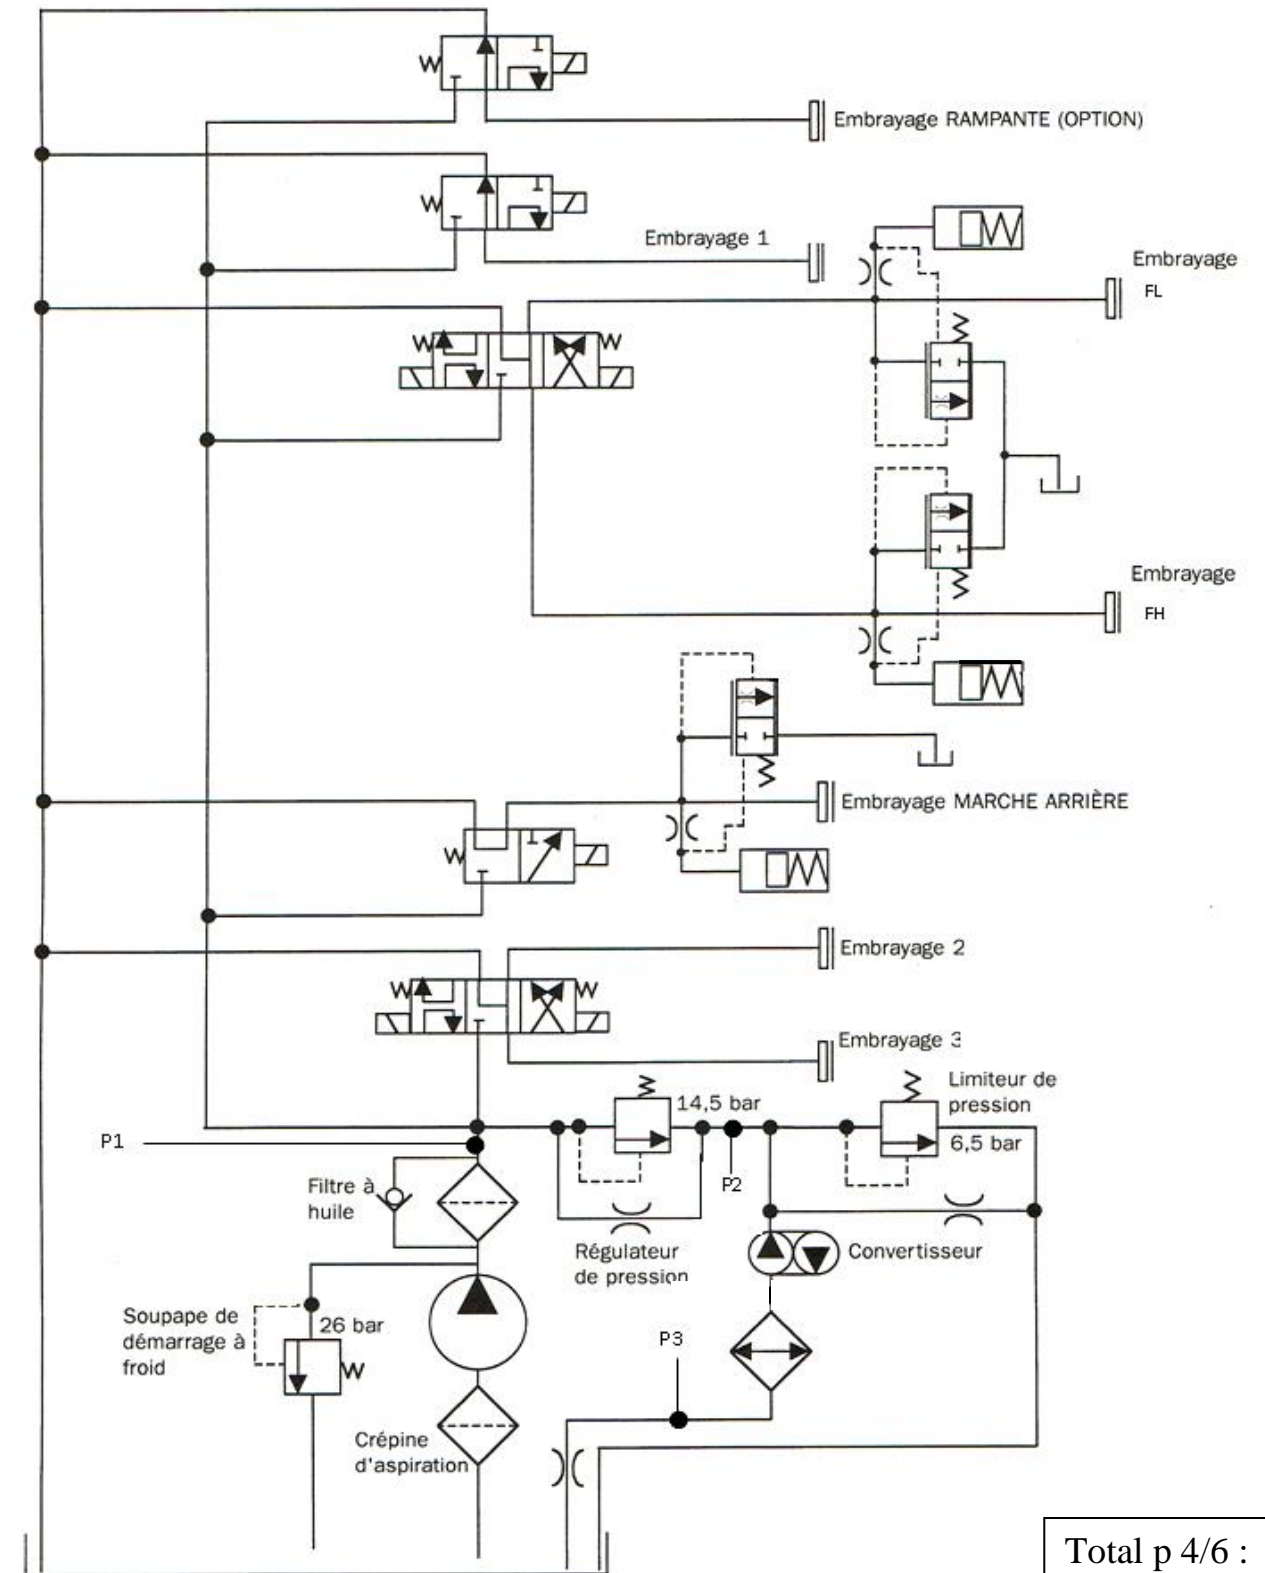 Embrayage RAMPANTE (OPTION)
Embrayage 1
Embrayage
FL
Embrayage
FH
Embrayage MARCHE ARRIÈRE
Embrayage 2
Embrayage 3
Limiteur de
pression
6,5 bar
14,5 bar
P1
P2
Filtre à
huile
Régulateur
de pression
Convertisseur
Soupape de
démarrage à
froid
26 bar
P3
Crépine
d'aspiration
Total p 4/6 :